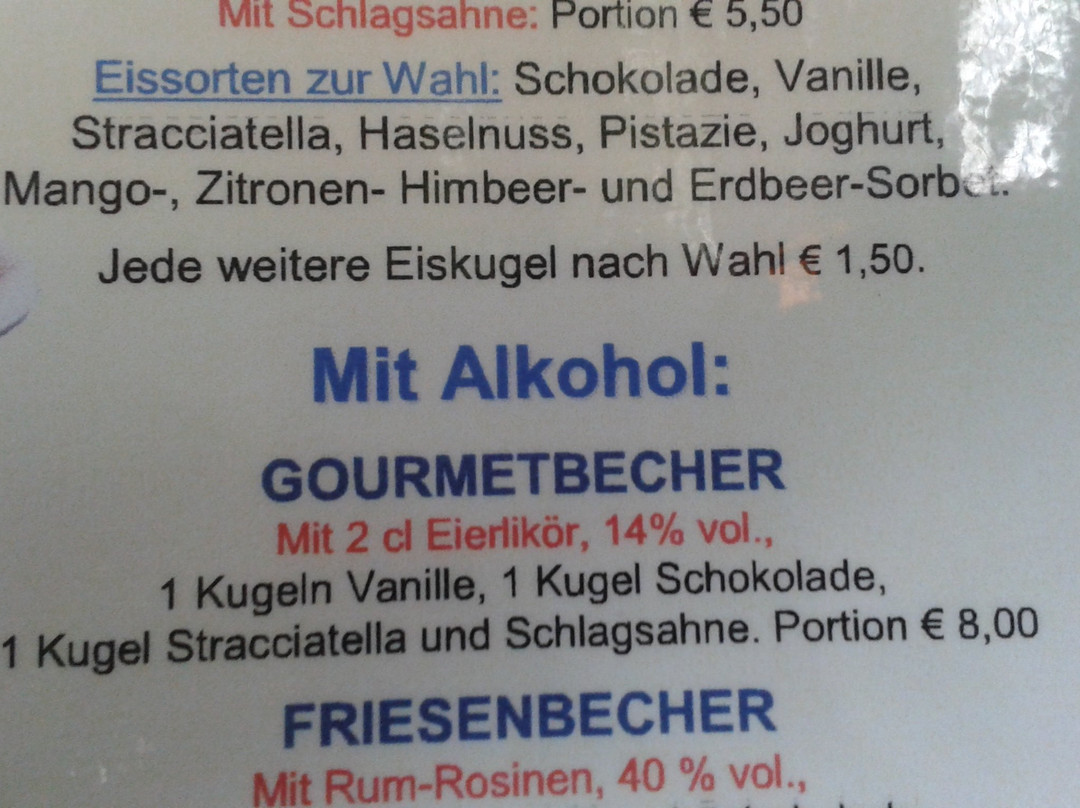 Mit Schlagsahne: Portion € 5,50
Eissorten zur Wahl: Schokolade, Vanille,
Stracciatella, Haselnuss, Pistazie, Joghurt,
Mango-, Zitronen- Himbeer- und Erdbeer-Sorbet.
Jede weitere Eiskugel nach Wahl € 1,50.
Mit Alkohol:
GOURMETBECHER
Mit 2 cl Eierlikör, 14% vol.,
1 Kugeln Vanille, 1 Kugel Schokolade,
1 Kugel Stracciatella und Schlagsahne. Portion € 8,00
FRIESENBECHER
Mit Rum-Rosinen, 40 % vol.,